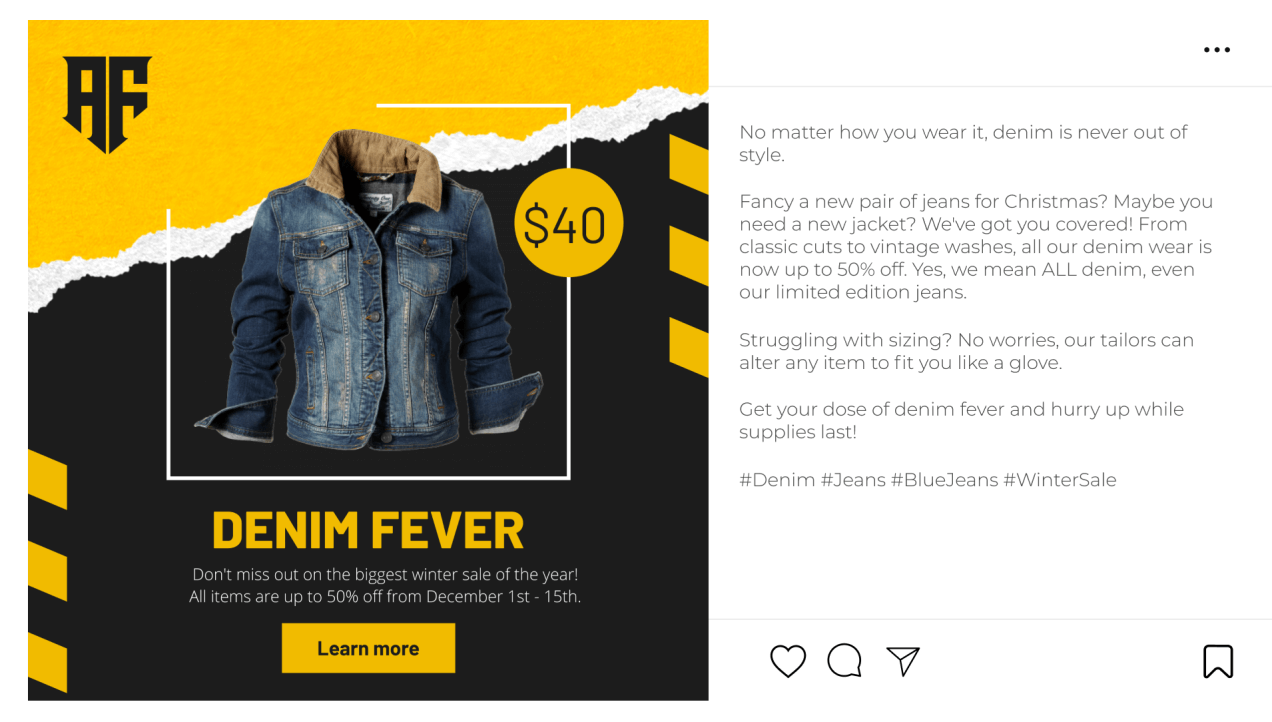 AF
$40
DENIM FEVER
Don't miss out on the biggest winter sale of the year!
All items are up to 50% off from December 1st - 15th.
Learn more
No matter how you wear it, denim is never out of
style.
Fancy a new pair of jeans for Christmas? Maybe you
need a new jacket? We've got you covered! From
classic cuts to vintage washes, all our denim wear is
now up to 50% off. Yes, we mean ALL denim, even
our limited edition jeans.
Struggling with sizing? No worries, our tailors can
alter any item to fit you like a glove.
Get your dose of denim fever and hurry up while
supplies last!
#Denim #Jeans #BlueJeans #WinterSale